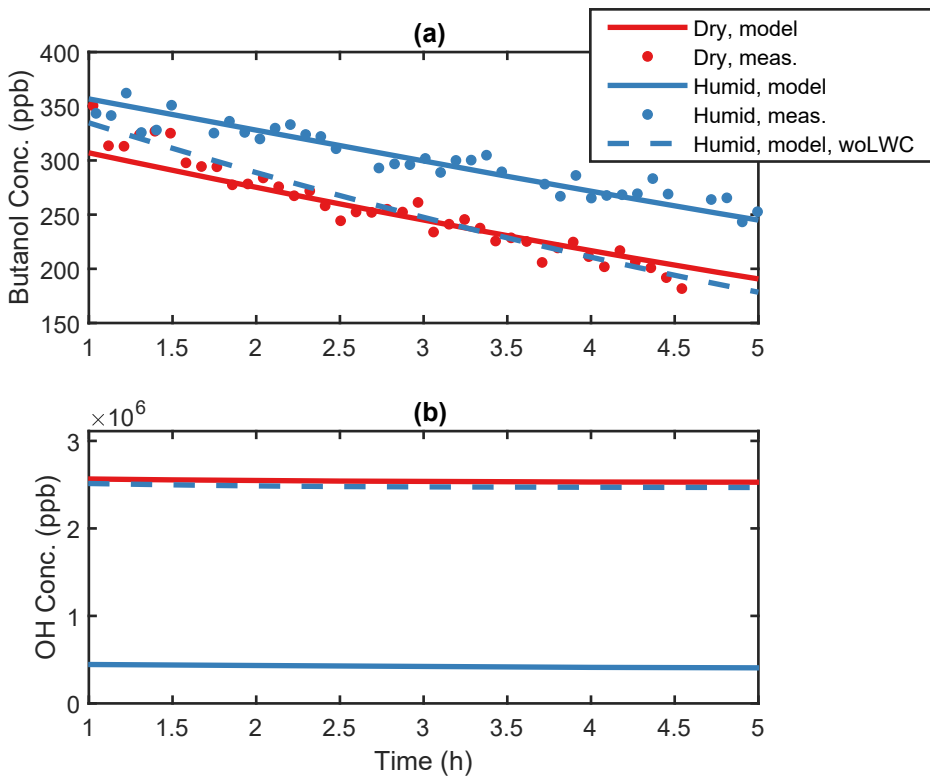 (a)
Dry, model
Dry, meas.
Humid, model
Humid, meas.
Humid, model, woLWC
Butanol Conc. (ppb)
400
350
300
250
200
150
1 1.5 2 2.5 3 3.5 4 4.5 5
(b)
×10⁶
OH Conc. (ppb)
3
2
1
0
1 1.5 2 2.5 3 3.5 4 4.5 5
Time (h)